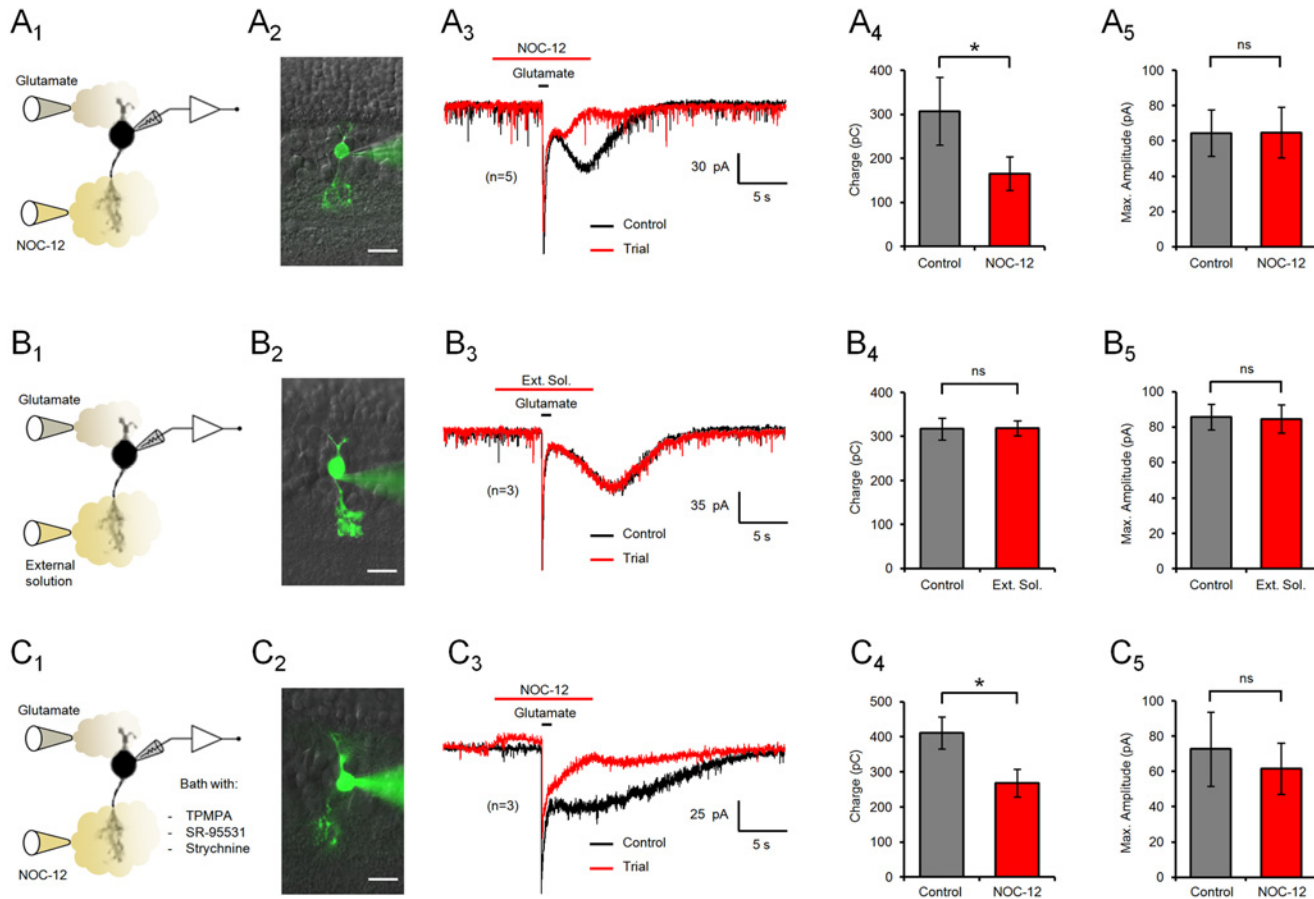 A1
A2
A3
A4
A5
Glutamate
NOC-12
NOC-12
Glutamate
(n=5)
30 pA
5 s
Control
Trial
*
Charge (pC)
400
300
200
100
0
Control
NOC-12
ns
Max. Amplitude (pA)
100
80
60
40
20
0
Control
NOC-12
B1
B2
B3
B4
B5
Glutamate
External
solution
Ext. Sol.
Glutamate
(n=3)
35 pA
5 s
Control
Trial
ns
Charge (pC)
400
300
200
100
0
Control
Ext. Sol.
ns
Max. Amplitude (pA)
100
80
60
40
20
0
Control
Ext. Sol.
C1
C2
C3
C4
C5
Glutamate
Bath with:
- TPMPA
- SR-95531
- Strychnine
NOC-12
NOC-12
Glutamate
(n=3)
25 pA
5 s
Control
Trial
*
Charge (pC)
500
400
300
200
100
0
Control
NOC-12
ns
Max. Amplitude (pA)
100
80
60
40
20
0
Control
NOC-12